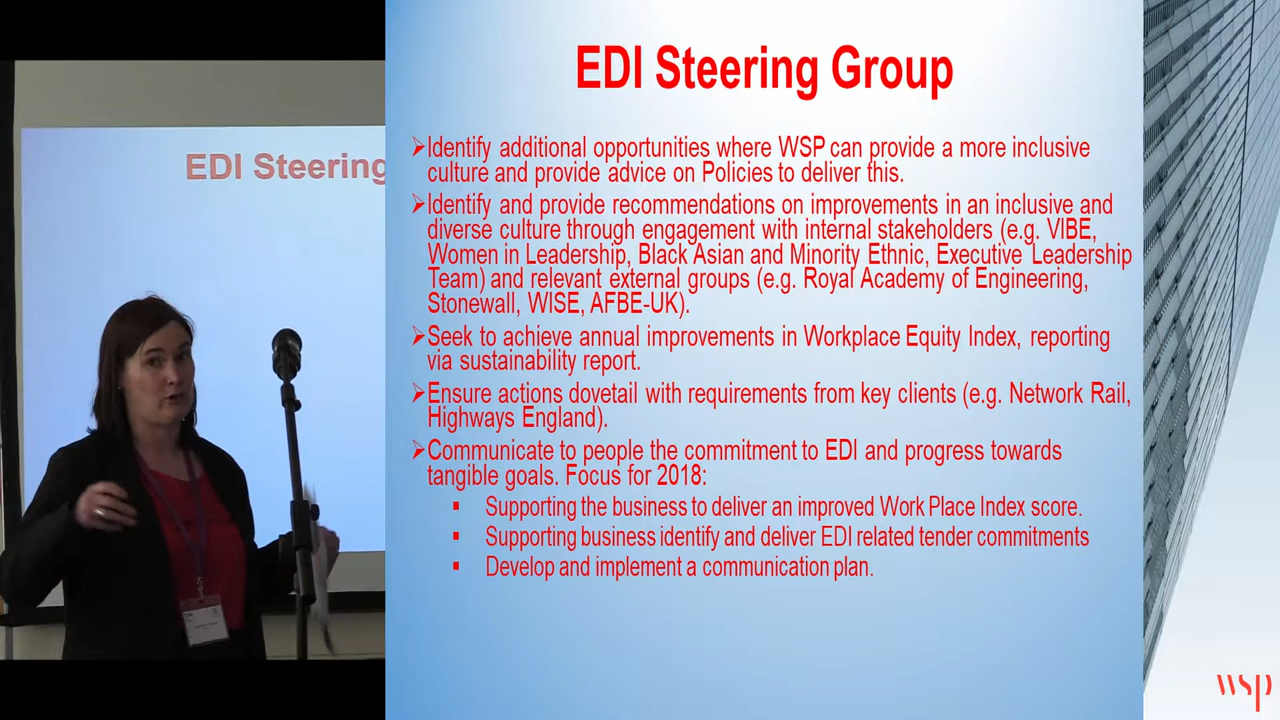 EDI Steering
EDI Steering Group
➢Identify additional opportunities where WSP can provide a more inclusive
culture and provide advice on Policies to deliver this.
➢Identify and provide recommendations on improvements in an inclusive and
diverse culture through engagement with internal stakeholders (e.g. VIBE,
Women in Leadership, Black Asian and Minority Ethnic, Executive Leadership
Team) and relevant external groups (e.g. Royal Academy of Engineering,
Stonewall, WISE, AFBE-UK).
➢Seek to achieve annual improvements in Workplace Equity Index, reporting
via sustainability report.
➢Ensure actions dovetail with requirements from key clients (e.g. Network Rail,
Highways England).
➢Communicate to people the commitment to EDI and progress towards
tangible goals. Focus for 2018:
▪ Supporting the business to deliver an improved Work Place Index score.
▪ Supporting business identify and deliver EDI related tender commitments
▪ Develop and implement a communication plan.
wsp